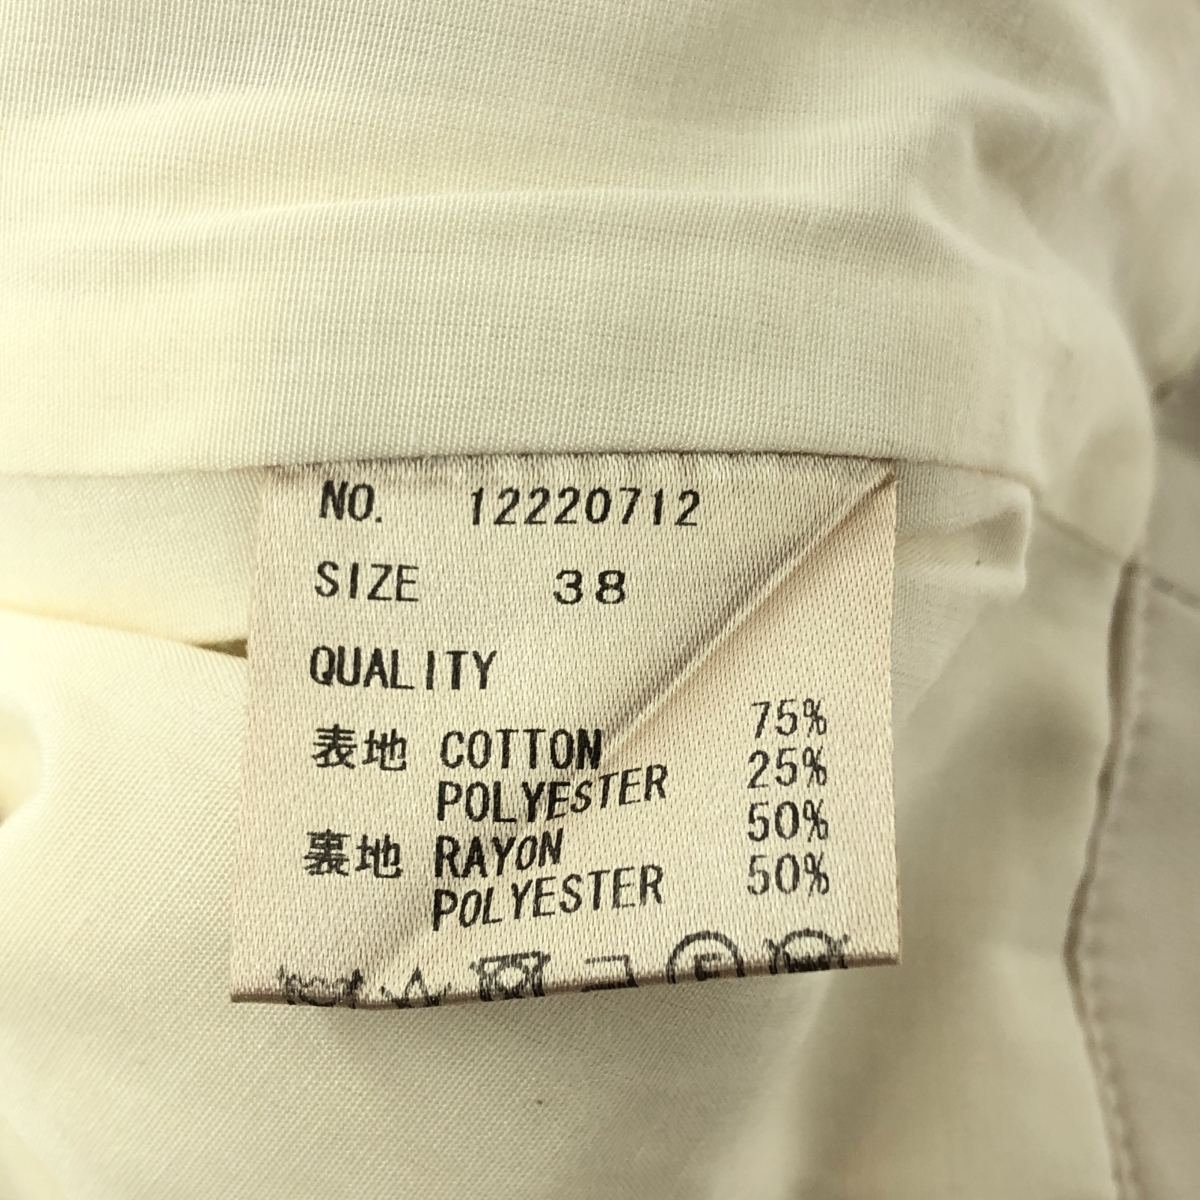 NO. 12220712
SIZE 38
QUALITY
表地 COTTON 75%
POLYESTER 25%
裏地 RAYON 50%
POLYESTER 50%